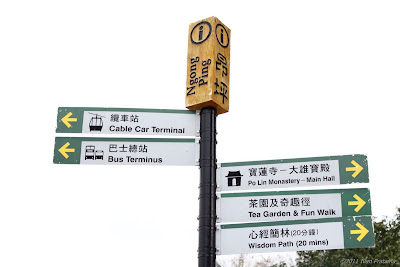 Ngong
Ping
昂坪
纜車站
Cable Car Terminal
巴士總站
Bus Terminus
寶蓮寺－大雄寶殿
Po Lin Monastery – Main Hall
茶園及奇趣徑
Tea Garden & Fun Walk
心經簡林(20分鐘)
Wisdom Path (20 mins)